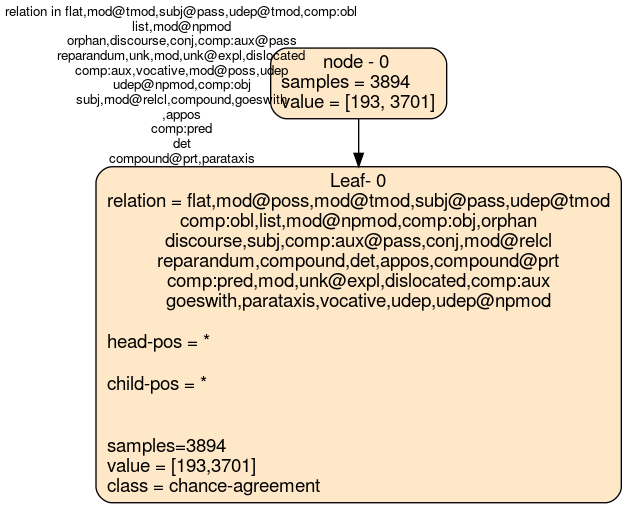 relation in flat,mod@tmod,subj@pass,udep@tmod,comp:obl
list,mod@npmod
orphan,discourse,conj,comp:aux@pass
reparandum,unk,mod,unk@expl,dislocated
comp:aux,vocative,mod@poss,udep
udep@npmod,comp:obj
subj,mod@relcl,compound,goeswith
,appos
comp:pred
det
compound@prt,parataxis
node - 0
samples = 3894
value = [193, 3701]
Leaf- 0
relation = flat,mod@poss,mod@tmod,subj@pass,udep@tmod
comp:obl,list,mod@npmod,comp:obj,orphan
discourse,subj,comp:aux@pass,conj,mod@relcl
reparandum,compound,det,appos,compound@prt
comp:pred,mod,unk@expl,dislocated,comp:aux
goeswith,parataxis,vocative,udep,udep@npmod
head-pos = *
child-pos = *
samples=3894
value = [193,3701]
class = chance-agreement